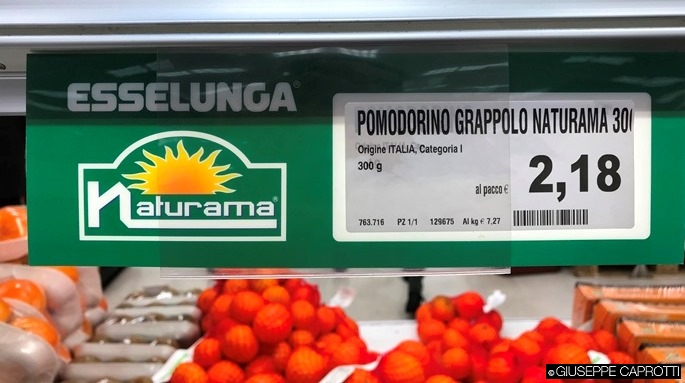 ESSELUNGA®
Naturama®
POMODORINO GRAPPOLO NATURAMA 300
Origine ITALIA, Categoria I
300 g
al pacco € 2,18
763.716 PZ 1/1 129675 Al kg € 7,27
© GIUSEPPE CAPROTTI